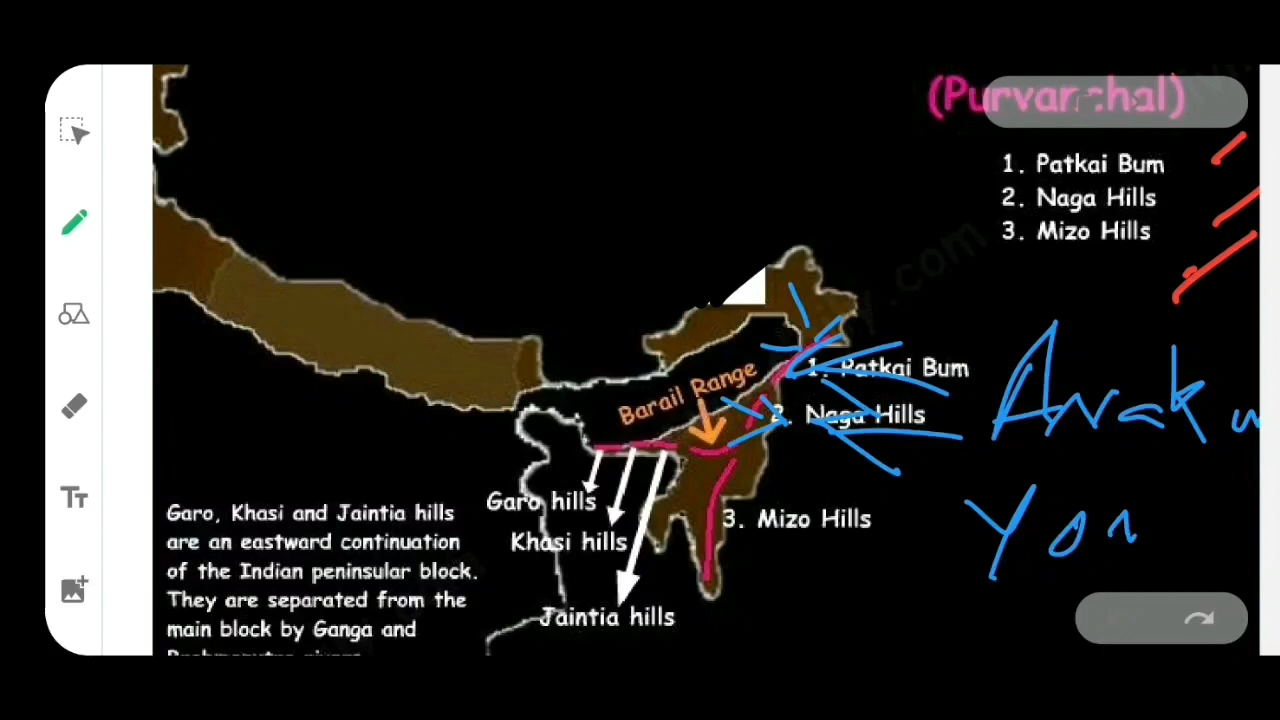 (Purvanchal)
1. Patkai Bum
2. Naga Hills
3. Mizo Hills
.com
Barail Range
1. Patkai Bum
2. Naga Hills
Garo hills
Khasi hills
3. Mizo Hills
Jaintia hills
Garo, Khasi and Jaintia hills
are an eastward continuation
of the Indian peninsular block.
They are separated from the
main block by Ganga and
Tт